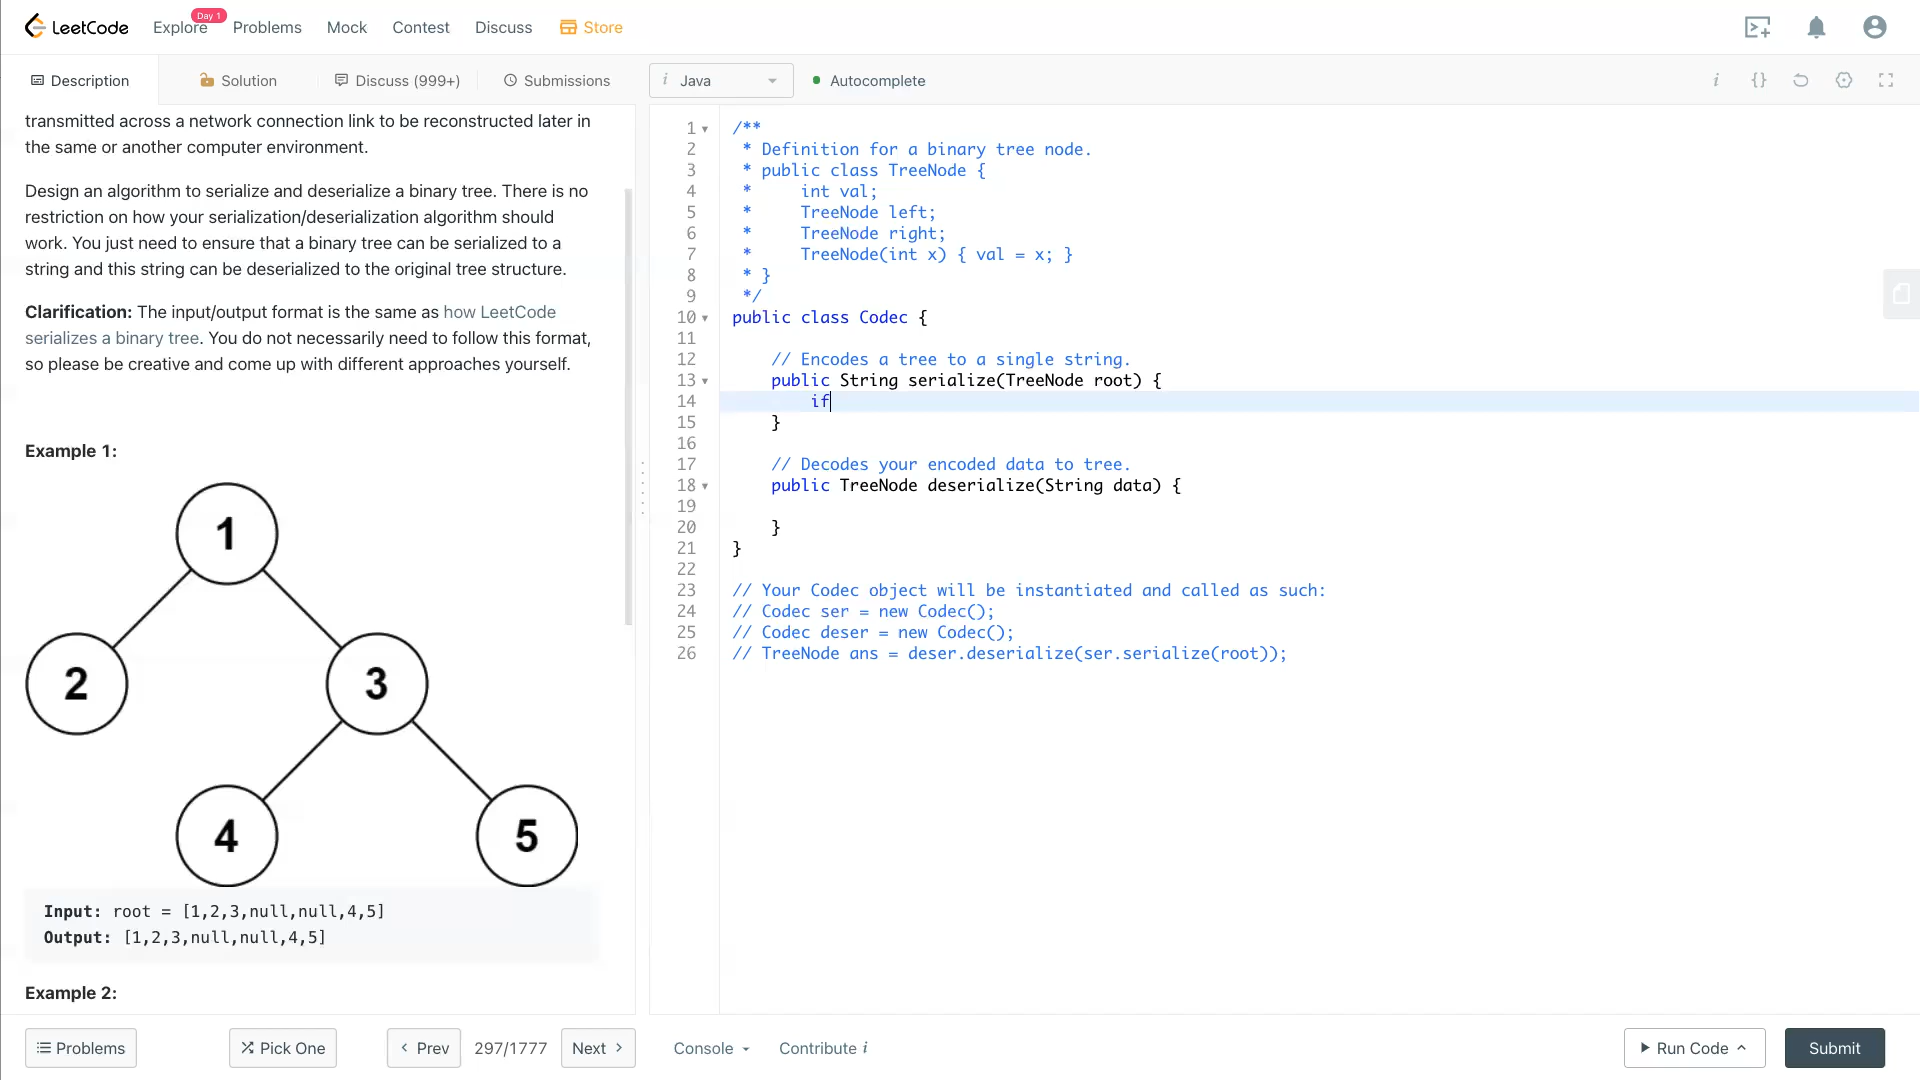 LeetCode
Explore
Day 1
Problems
Mock
Contest
Discuss
Store
Description
Solution
Discuss (999+)
Submissions
i Java
Autocomplete
i {}
transmitted across a network connection link to be reconstructed later in
the same or another computer environment.
Design an algorithm to serialize and deserialize a binary tree. There is no
restriction on how your serialization/deserialization algorithm should
work. You just need to ensure that a binary tree can be serialized to a
string and this string can be deserialized to the original tree structure.
Clarification: The input/output format is the same as how LeetCode
serializes a binary tree. You do not necessarily need to follow this format,
so please be creative and come up with different approaches yourself.
Example 1:
1
2
3
4
5
Input: root = [1,2,3,null,null,4,5]
Output: [1,2,3,null,null,4,5]
Example 2:
1 /**
2  * Definition for a binary tree node.
3  * public class TreeNode {
4  *     int val;
5  *     TreeNode left;
6  *     TreeNode right;
7  *     TreeNode(int x) { val = x; }
8  * }
9  */
10 public class Codec {
11
12     // Encodes a tree to a single string.
13     public String serialize(TreeNode root) {
14         if
15     }
16
17     // Decodes your encoded data to tree.
18     public TreeNode deserialize(String data) {
19
20     }
21 }
22
23 // Your Codec object will be instantiated and called as such:
24 // Codec ser = new Codec();
25 // Codec deser = new Codec();
26 // TreeNode ans = deser.deserialize(ser.serialize(root));
Problems
Pick One
Prev
297/1777
Next
Console
Contribute i
Run Code
Submit